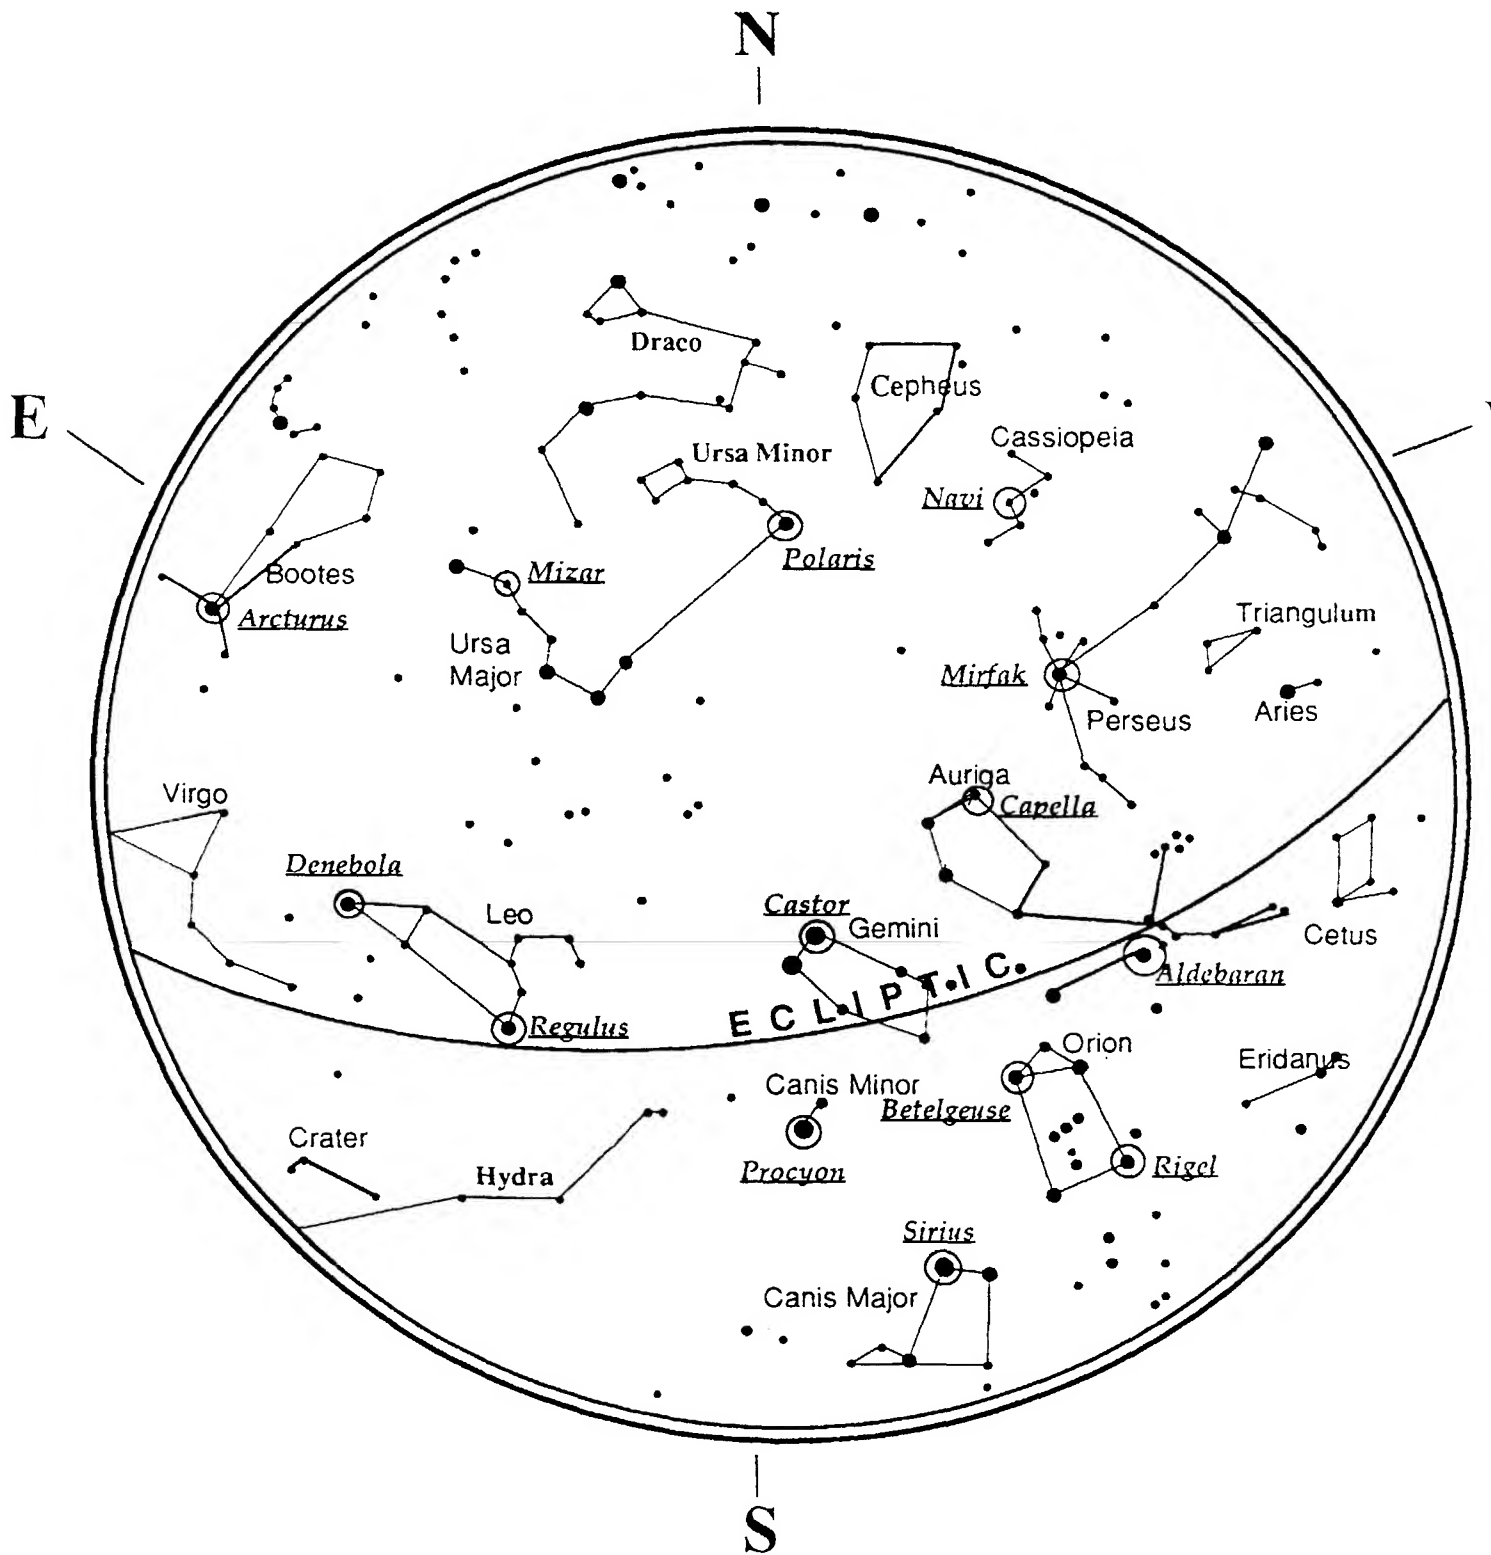 N
Draco
Cepheus
E
Cassiopeia
Ursa Minor
Navi
Polaris
Mizar
Bootes
Arcturus
Triangulum
Ursa
Major
Mirfak
Aries
Perseus
Auriga
Virgo
Capella
Denebola
Castor
Leo
Gemini
Cetus
Aldebaran
ECLIPTIC
Regulus
Orion
Eridanus
Canis Minor
Betelgeuse
Crater
Rigel
Procyon
Hydra
Sirius
Canis Major
S